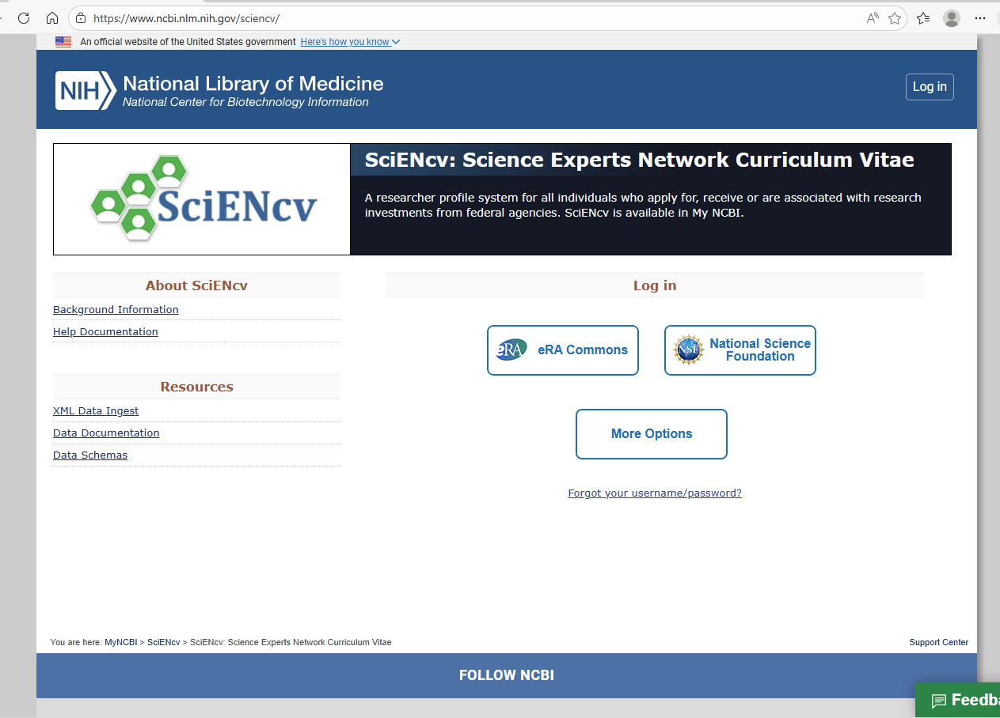 https://www.ncbi.nlm.nih.gov/sciencv/
An official website of the United States government Here's how you know
NIH National Library of Medicine
National Center for Biotechnology Information
Log in
SciENcv
SciENcv: Science Experts Network Curriculum Vitae
A researcher profile system for all individuals who apply for, receive or are associated with research
investments from federal agencies. SciENcv is available in My NCBI.
About SciENcv
Background Information
Help Documentation
Resources
XML Data Ingest
Data Documentation
Data Schemas
Log in
eRA eRA Commons
NSF National Science
Foundation
More Options
Forgot your username/password?
You are here: MyNCBI > SciENcv > SciENcv: Science Experts Network Curriculum Vitae
Support Center
FOLLOW NCBI
Feedba